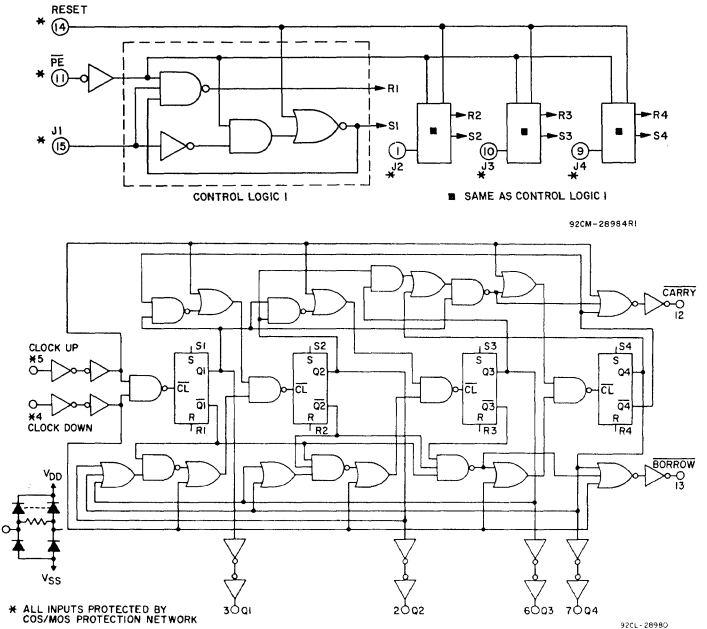 RESET
* 14
PE
* 11
R1
J1
* 15
S1
CONTROL LOGIC 1
■
R2
S2
1
J2
*
■
R3
S3
10
J3
*
■
R4
S4
9
J4
*
■ SAME AS CONTROL LOGIC 1
92CM-28984R1
CARRY
12
CLOCK UP
*5
*4
CLOCK DOWN
S1
S
Q1
CL
Q1
R
R1
S2
S
Q2
CL
Q2
R
R2
S3
S
Q3
CL
Q3
R
R3
S4
S
Q4
CL
Q4
R
R4
BORROW
13
VDD
VSS
3 Q1
2 Q2
6 Q3
7 Q4
* ALL INPUTS PROTECTED BY
COS/MOS PROTECTION NETWORK
92CL-28980